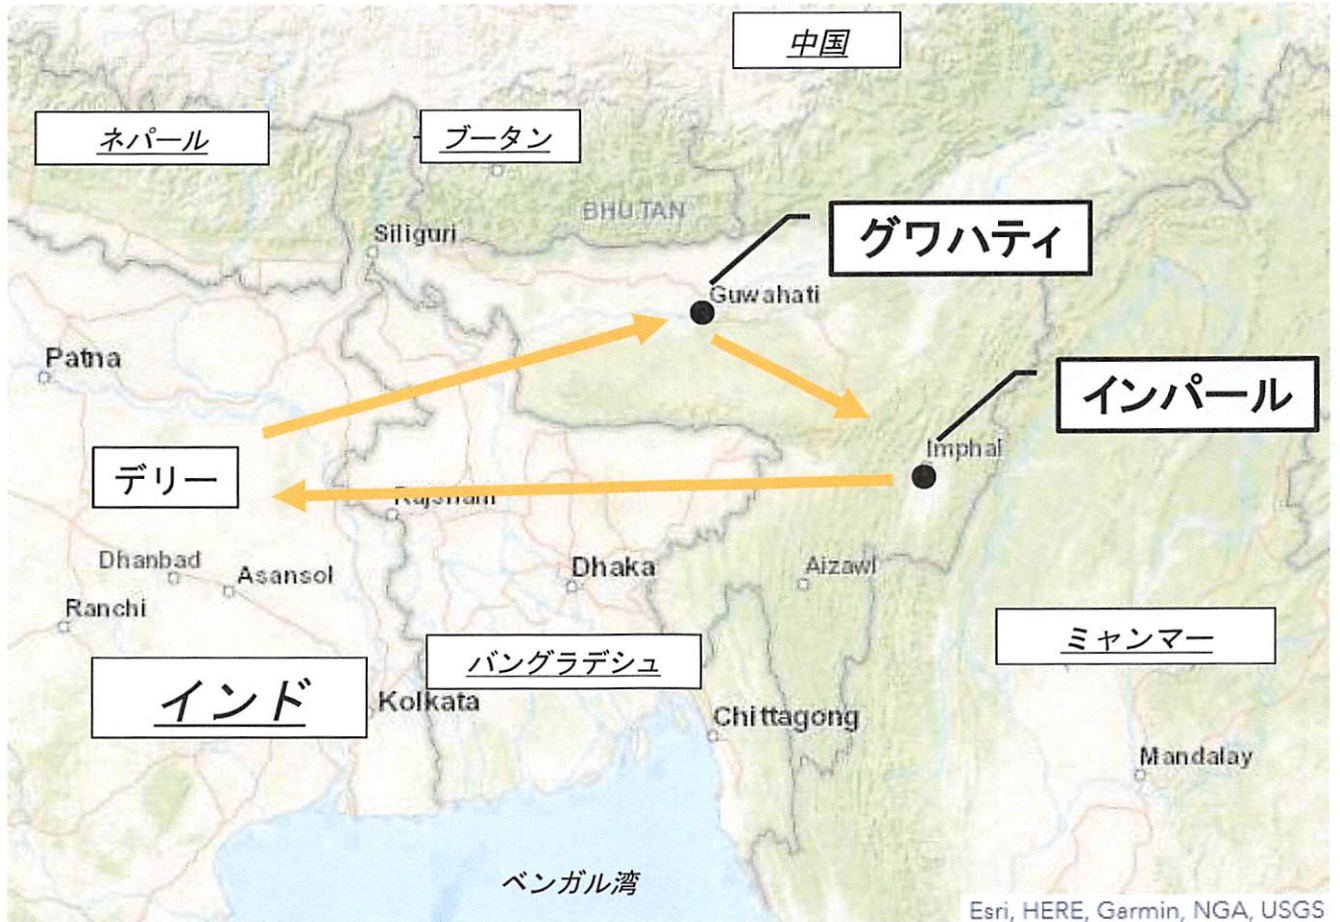 中国
ネパール
ブータン
BHUTAN
グワハティ
Siliguri
Guwahati
Patna
インパール
Imphal
デリー
Dhanbad
Asansol
Dhaka
Aizawl
Ranchi
バングラデシュ
ミャンマー
インド
Kolkata
Chittagong
Mandalay
ベンガル湾
Esri, HERE, Garmin, NGA, USGS